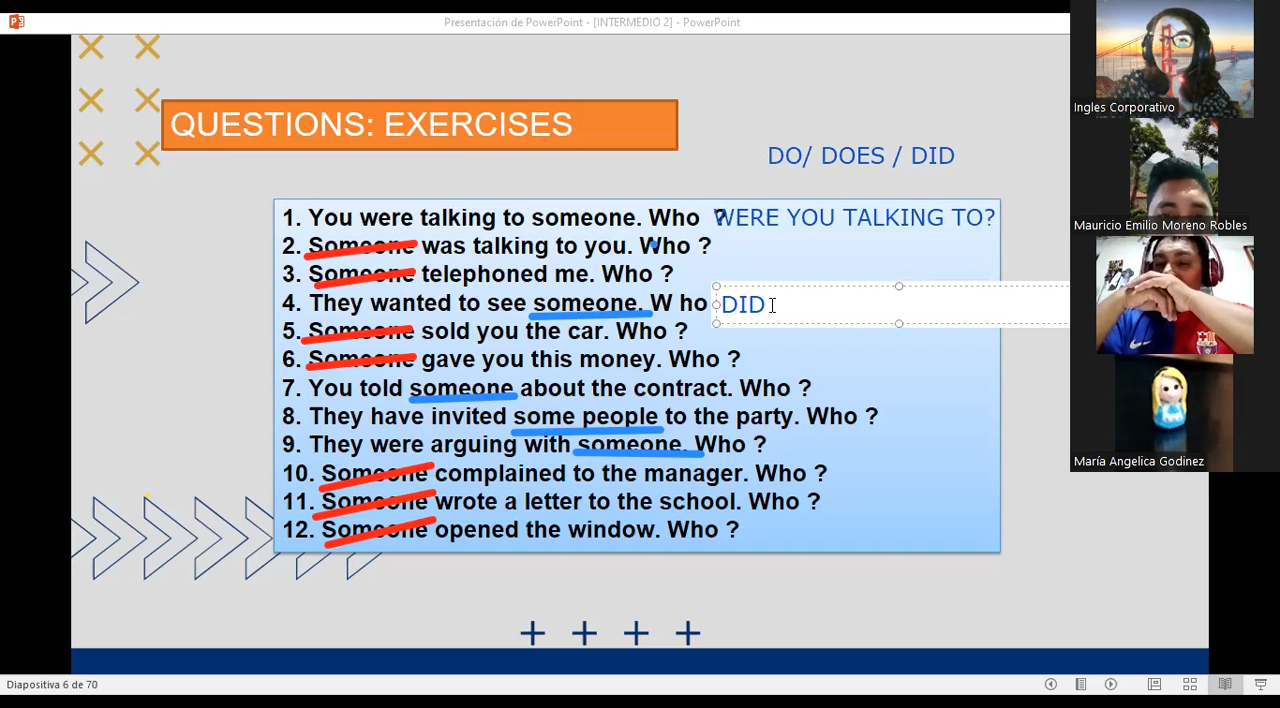 Presentación de PowerPoint - [INTERMEDIO 2] - PowerPoint
QUESTIONS: EXERCISES
DO/ DOES / DID
1. You were talking to someone. Who ?
WERE YOU TALKING TO?
2. Someone was talking to you. Who ?
3. Someone telephoned me. Who ?
4. They wanted to see someone. W ho
DID
5. Someone sold you the car. Who ?
6. Someone gave you this money. Who ?
7. You told someone about the contract. Who ?
8. They have invited some people to the party. Who ?
9. They were arguing with someone. Who ?
10. Someone complained to the manager. Who ?
11. Someone wrote a letter to the school. Who ?
12. Someone opened the window. Who ?
Ingles Corporativo
Mauricio Emilio Moreno Robles
María Angelica Godinez
Diapositiva 6 de 70